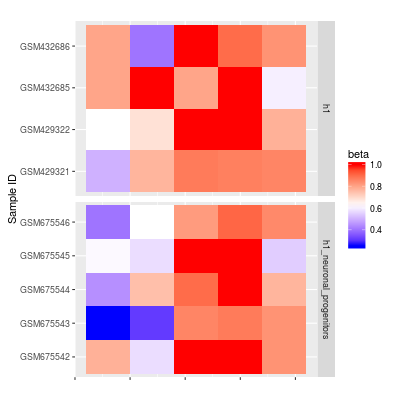 Sample ID
GSM432686
GSM432685
GSM429322
GSM429321
h1
GSM675546
GSM675545
GSM675544
GSM675543
GSM675542
h1_neuronal_progenitors
beta
1.0
0.8
0.6
0.4